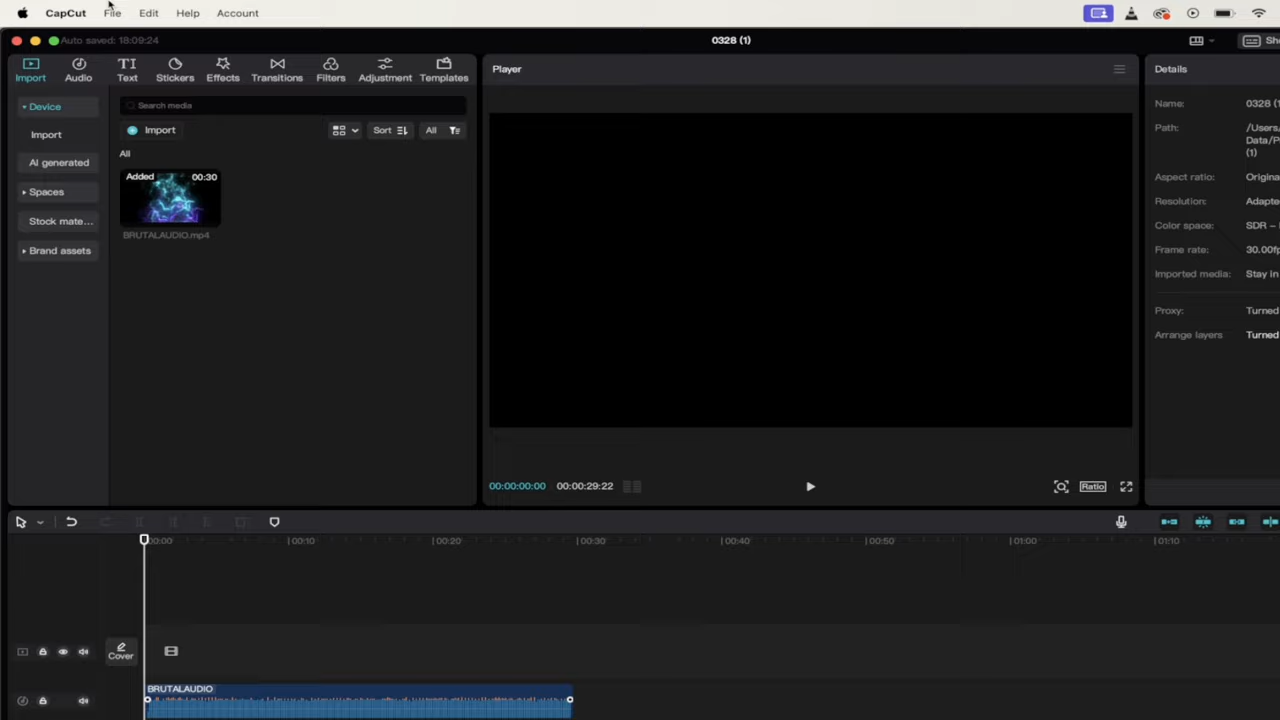 CapCut File Edit Help Account
Auto saved: 18:09:24
0328 (1)
Import Audio Text Stickers Effects Transitions Filters Adjustment Templates
Device
Import
AI generated
Spaces
Stock mate...
Brand assets
Search media
Import
Sort All
All
Added 00:30
BRUTALAUDIO.mp4
Player
00:00:00:00 00:00:29:22
Ratio
Details
Name: 0328 (1
Path: /Users,
(1)
Aspect ratio: Origina
Resolution: Adapte
Color space: SDR -
Frame rate: 30.00f
Imported media: Stay in
Proxy: Turned
Arrange layers Turned
00:00 00:10 00:20 00:30 00:40 00:50 01:00 01:10
Cover
BRUTALAUDIO